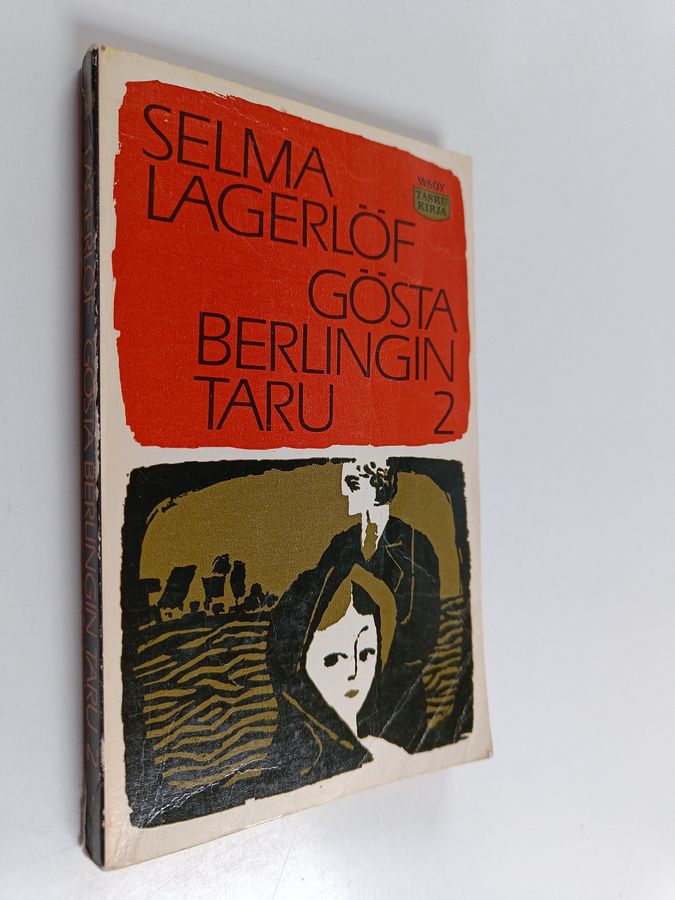 SELMA
LAGERLÖF
GÖSTA
BERLINGIN
TARU 2
WSOY
TASKU
KIRJA
LAGERLÖF GÖSTA BERLINGIN TARU 2